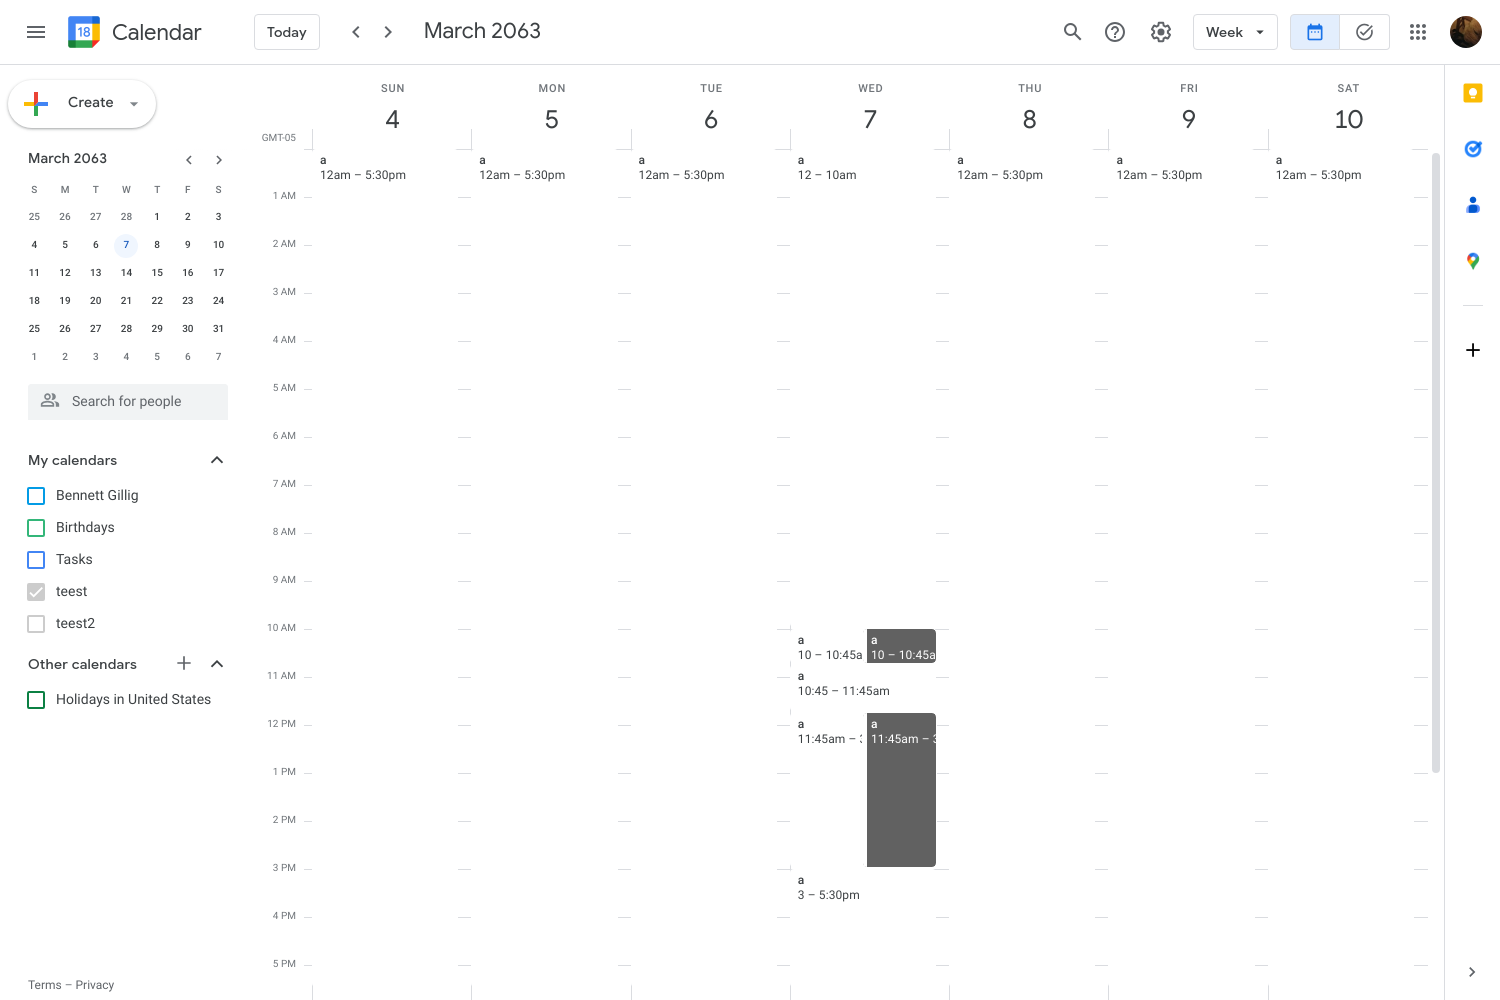 18 Calendar Today March 2063 Week
Create
March 2063
S M T W T F S
25 26 27 28 1 2 3
4 5 6 7 8 9 10
11 12 13 14 15 16 17
18 19 20 21 22 23 24
25 26 27 28 29 30 31
1 2 3 4 5 6 7
Search for people
My calendars
Bennett Gillig
Birthdays
Tasks
teest
teest2
Other calendars
Holidays in United States
Terms – Privacy
SUN MON TUE WED THU FRI SAT
4 5 6 7 8 9 10
GMT-05
a a a a a a a
12am – 5:30pm 12am – 5:30pm 12am – 5:30pm 12 – 10am 12am – 5:30pm 12am – 5:30pm 12am – 5:30pm
1 AM
2 AM
3 AM
4 AM
5 AM
6 AM
7 AM
8 AM
9 AM
10 AM
a a
10 – 10:45a 10 – 10:45a
11 AM
a
10:45 – 11:45am
12 PM
a a
11:45am – 3 11:45am – 3
1 PM
2 PM
3 PM
a
3 – 5:30pm
4 PM
5 PM